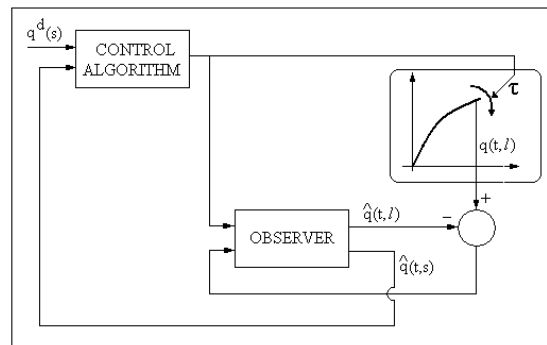 q^d(s)
CONTROL
ALGORITHM
τ
q(t,l)
+
q̂(t,l)
−
OBSERVER
q̂(t,s)